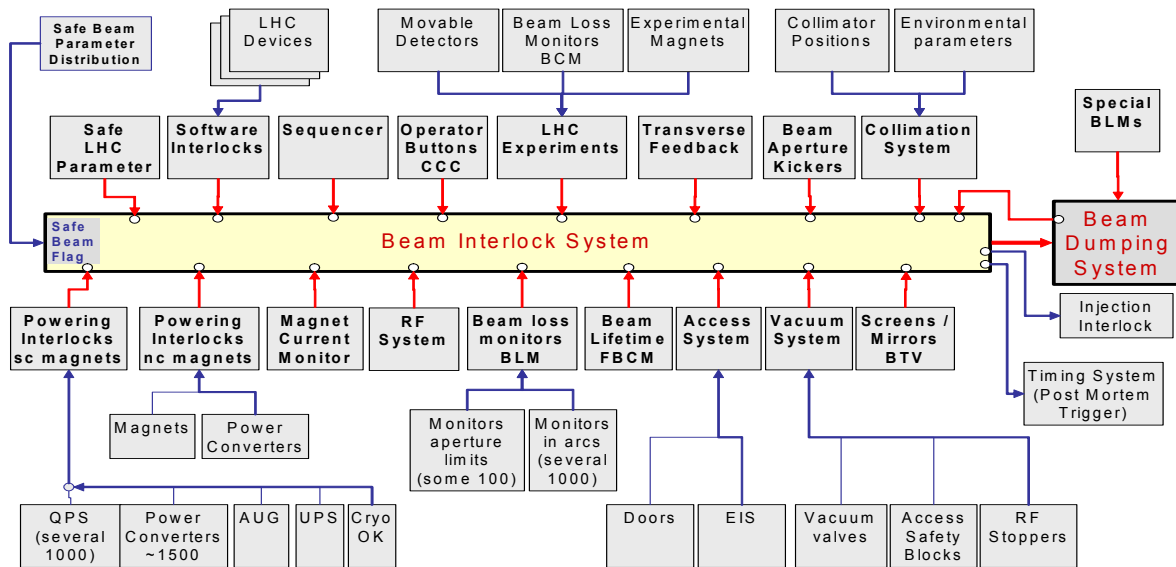 Safe Beam
Parameter
Distribution
LHC
Devices
Movable
Detectors
Beam Loss
Monitors
BCM
Experimental
Magnets
Collimator
Positions
Environmental
parameters
Safe
LHC
Parameter
Software
Interlocks
Sequencer
Operator
Buttons
CCC
LHC
Experiments
Transverse
Feedback
Beam
Aperture
Kickers
Collimation
System
Special
BLMs
Safe
Beam
Flag
Beam Interlock System
Beam
Dumping
System
Powering
Interlocks
sc magnets
Powering
Interlocks
nc magnets
Magnet
Current
Monitor
RF
System
Beam loss
monitors
BLM
Beam
Lifetime
FBCM
Access
System
Vacuum
System
Screens /
Mirrors
BTV
Injection
Interlock
Timing System
(Post Mortem
Trigger)
Magnets
Power
Converters
Monitors
aperture
limits
(some 100)
Monitors
in arcs
(several
1000)
QPS
(several
1000)
Power
Converters
~1500
AUG
UPS
Cryo
OK
Doors
EIS
Vacuum
valves
Access
Safety
Blocks
RF
Stoppers